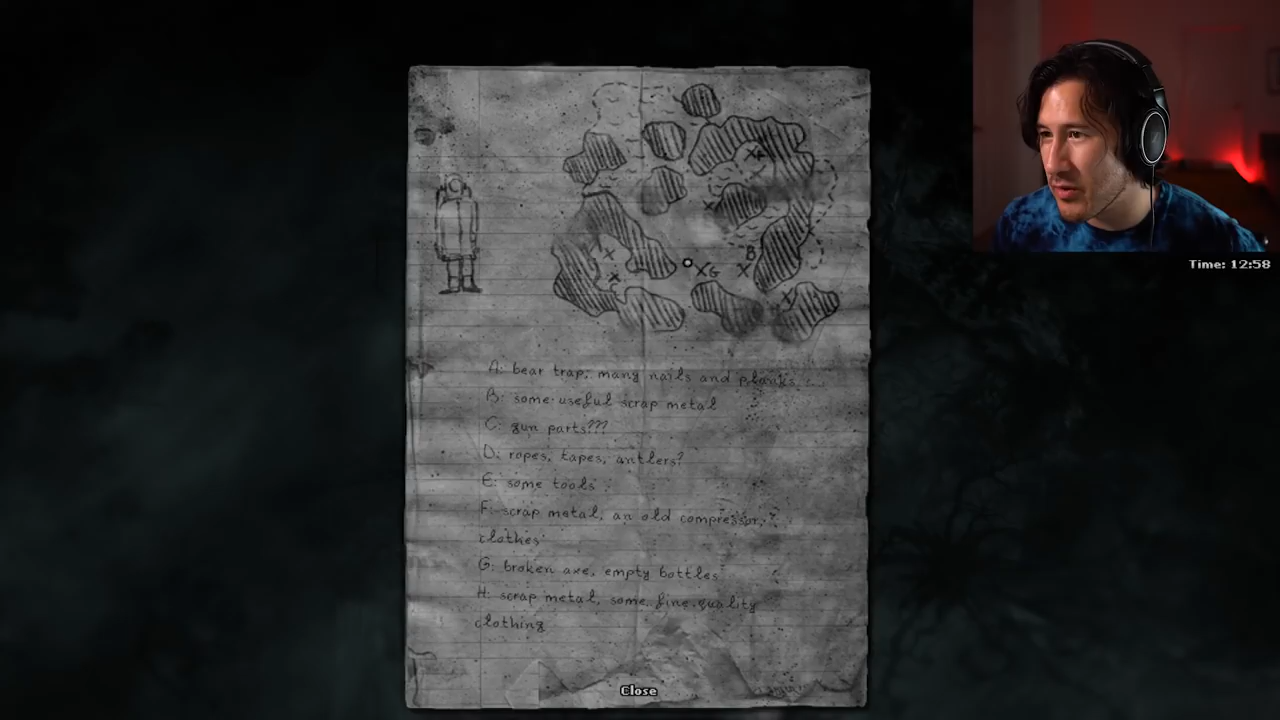 Time: 12:58
B
G
A: bear trap, many nails and planks
B: some useful scrap metal
C: gun parts???
D: ropes, tapes, antlers?
E: some tools
F: scrap metal, an old compressor,
clothes
G: broken axe, empty bottles
H: scrap metal, some fine quality
clothing
Close